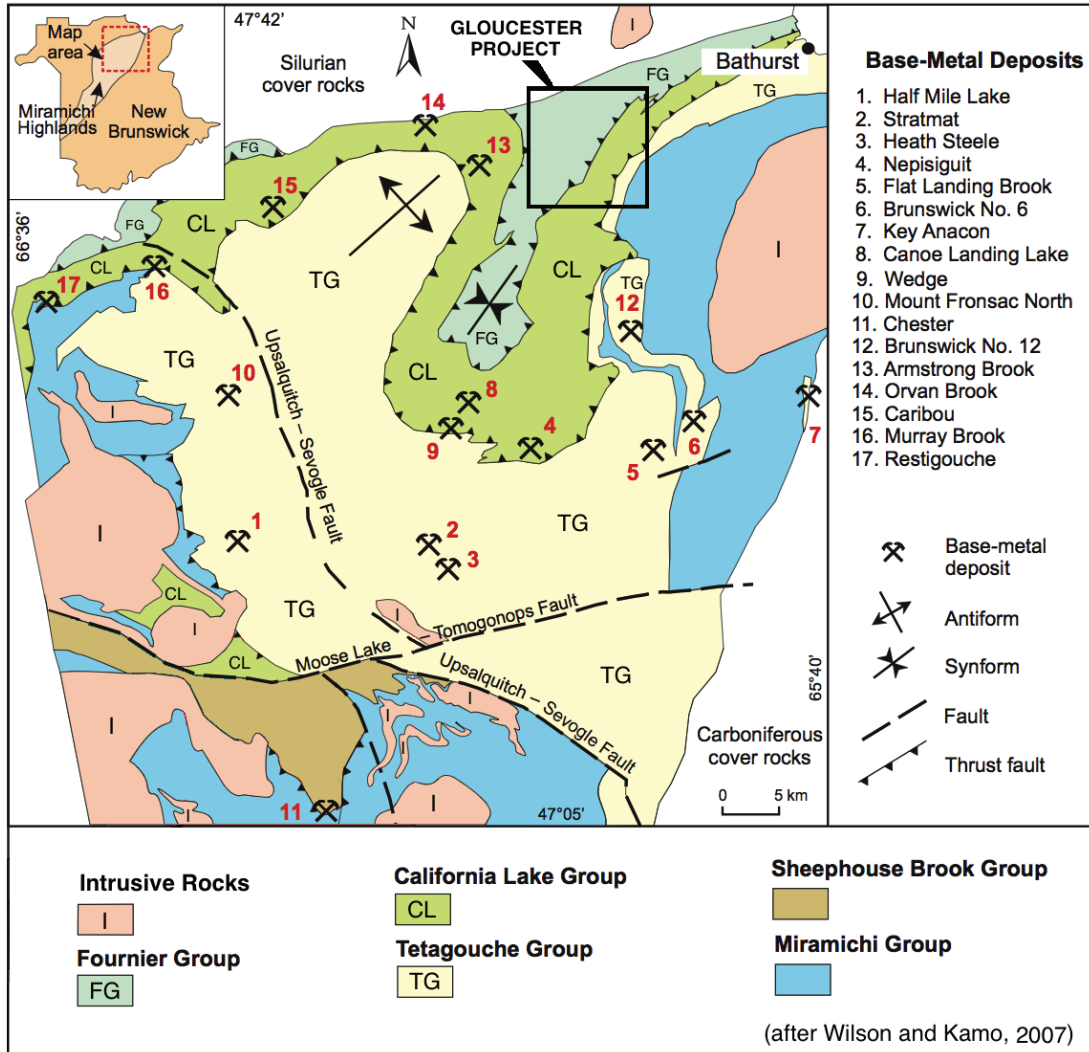 47°42'
N
GLOUCESTER
PROJECT
Map
area
Miramichi
Highlands
New
Brunswick
Silurian
cover rocks
I
FG
Bathurst
TG
14
13
FG
15
CL
66°36'
FG
CL
17
16
TG
CL
TG
12
I
FG
TG
10
Upsalquitch – Sevogle Fault
CL
8
9
4
5
6
7
I
I
1
2
3
TG
CL
I
TG
I
CL
Moose Lake – Tomogonops Fault
Upsalquitch – Sevogle Fault
TG
65°40'
I
I
I
I
I
Carboniferous
cover rocks
0 5 km
11
47°05'
Base-Metal Deposits
1. Half Mile Lake
2. Stratmat
3. Heath Steele
4. Nepisiguit
5. Flat Landing Brook
6. Brunswick No. 6
7. Key Anacon
8. Canoe Landing Lake
9. Wedge
10. Mount Fronsac North
11. Chester
12. Brunswick No. 12
13. Armstrong Brook
14. Orvan Brook
15. Caribou
16. Murray Brook
17. Restigouche
Base-metal
deposit
Antiform
Synform
Fault
Thrust fault
Intrusive Rocks
I
Fournier Group
FG
California Lake Group
CL
Tetagouche Group
TG
Sheephouse Brook Group
Miramichi Group
(after Wilson and Kamo, 2007)